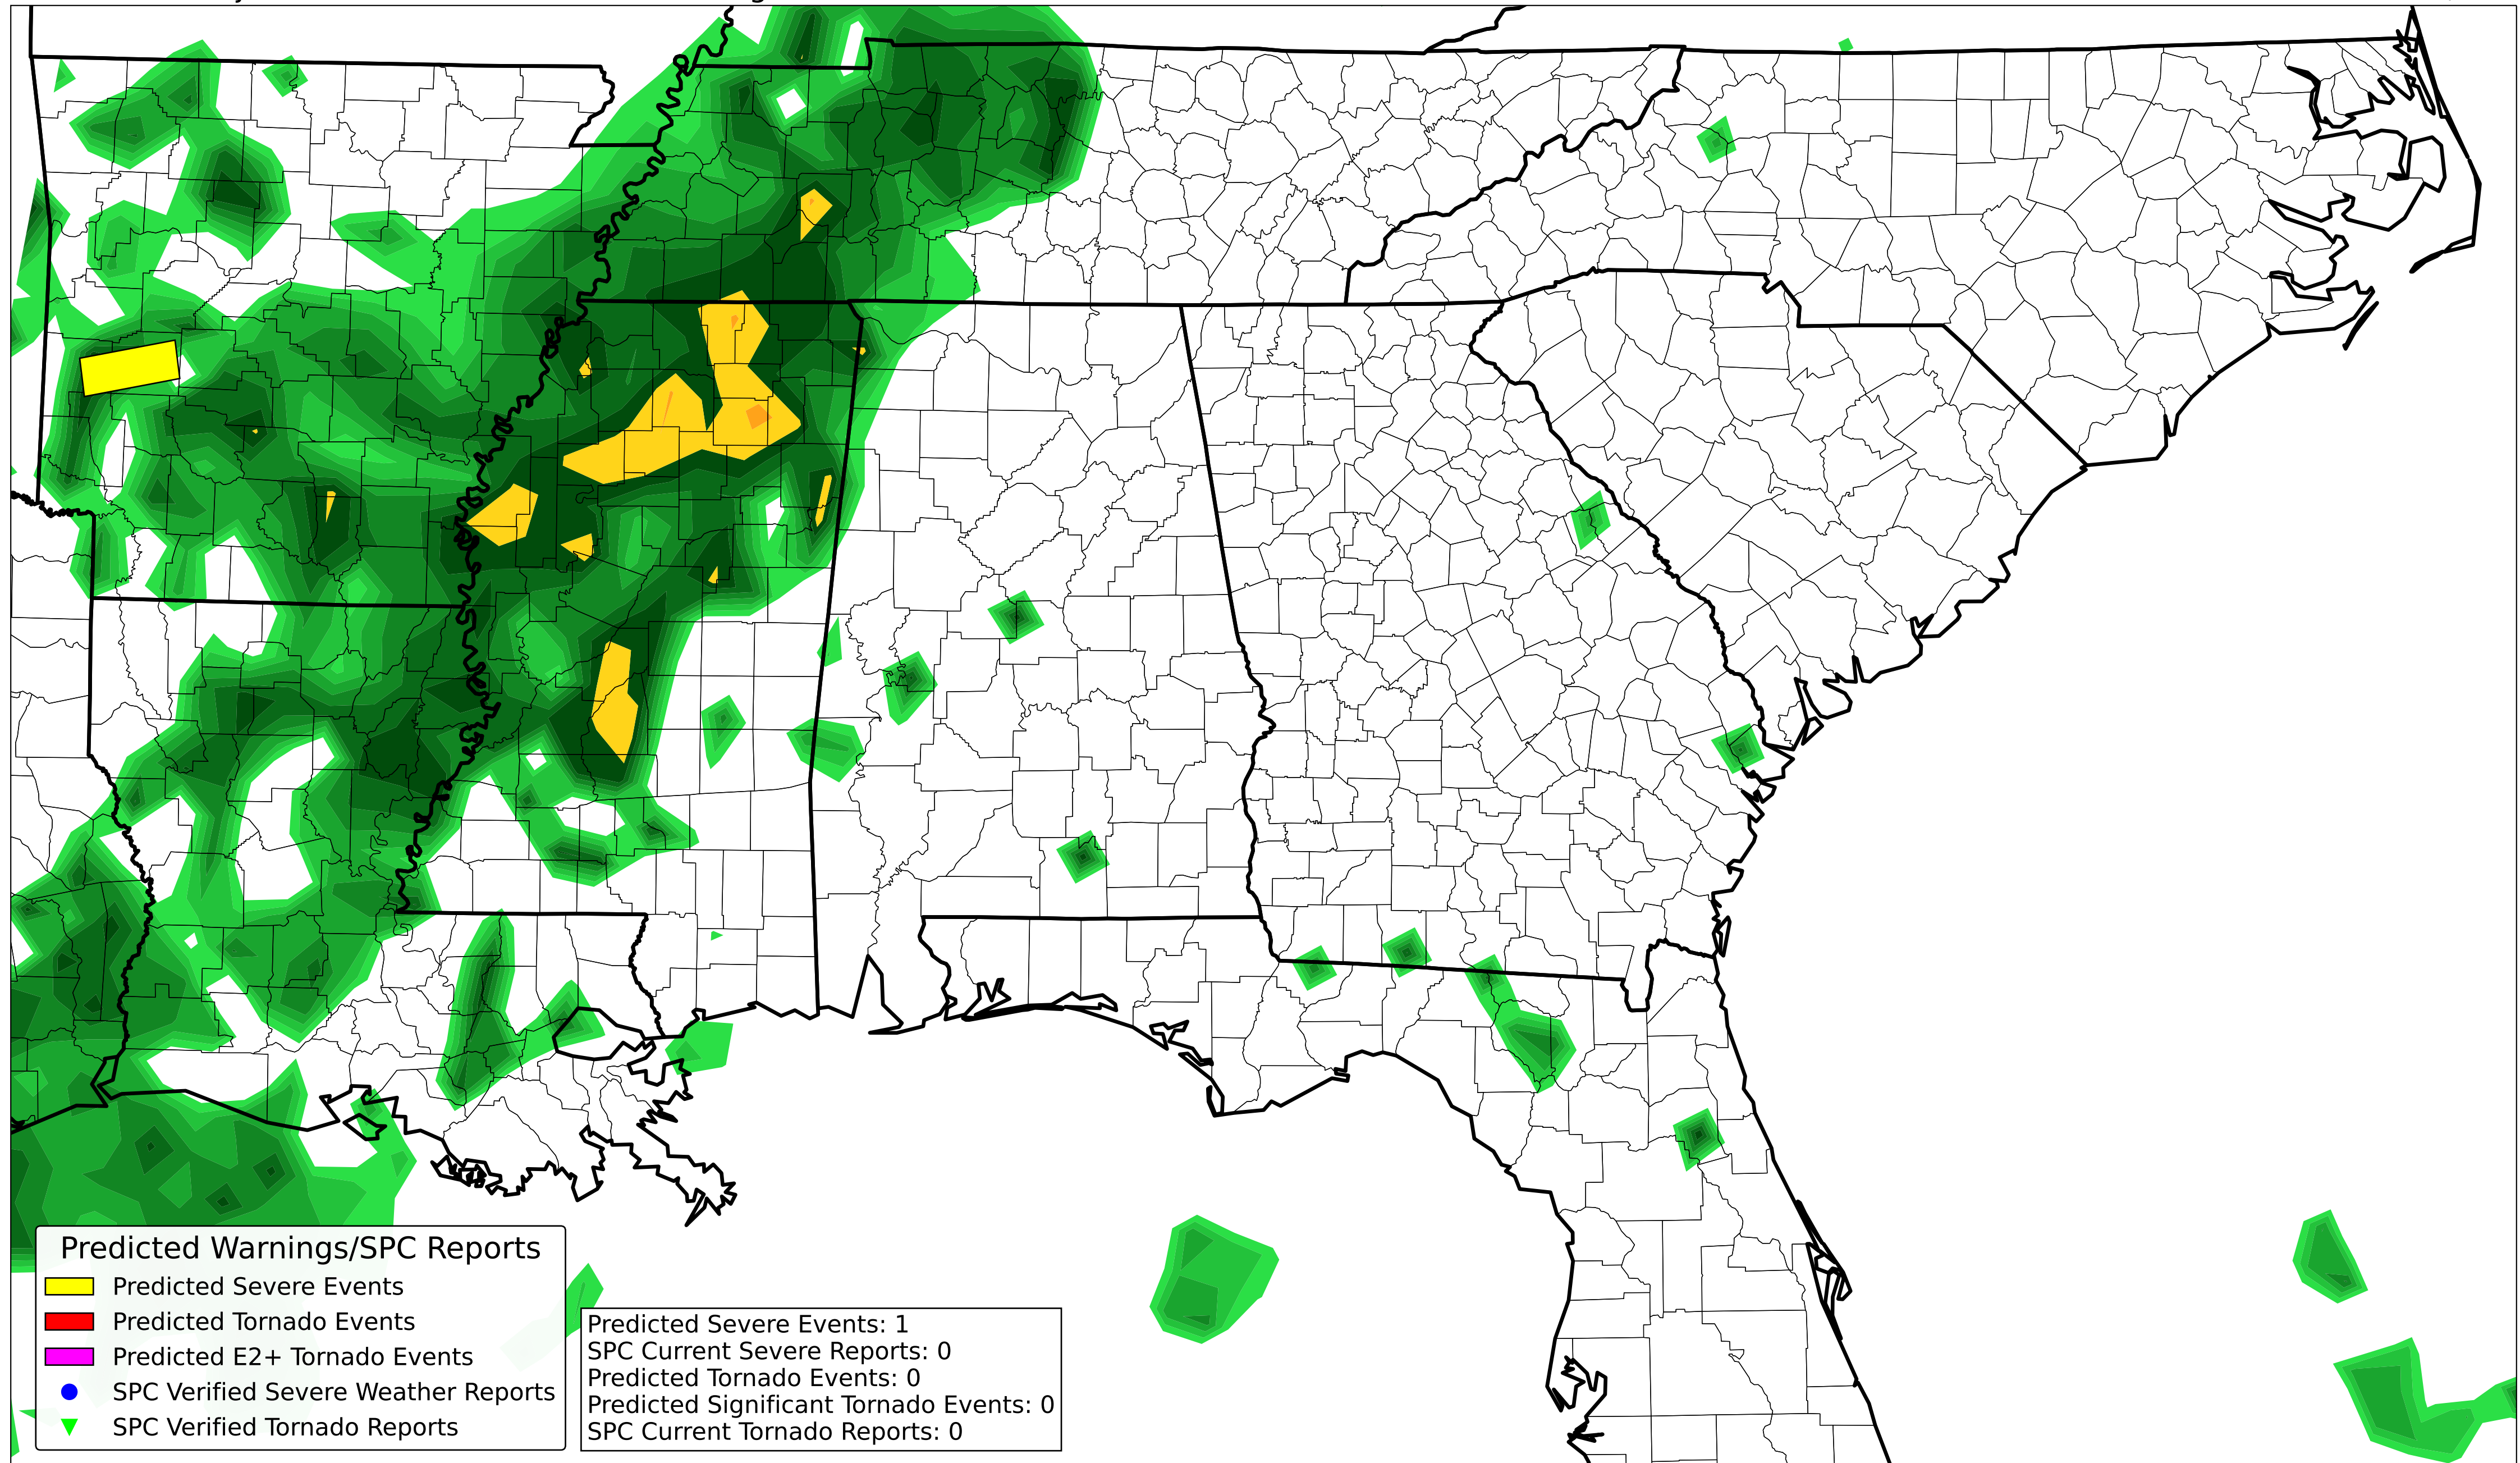 Predicted Warnings/SPC Reports
Predicted Severe Events
Predicted Tornado Events
Predicted E2+ Tornado Events
SPC Verified Severe Weather Reports
SPC Verified Tornado Reports
Predicted Severe Events: 1
SPC Current Severe Reports: 0
Predicted Tornado Events: 0
Predicted Significant Tornado Events: 0
SPC Current Tornado Reports: 0